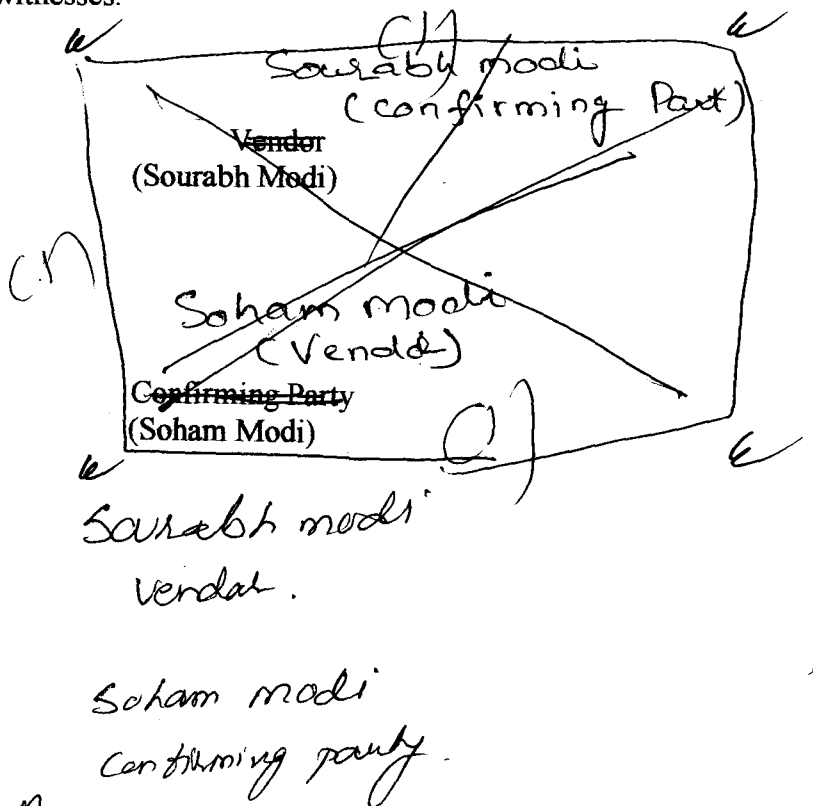 witnesses:
Sourabh modi
(confirming Part)
Vendor
(Sourabh Modi)
Soham modi
(Vendor)
Confirming Party
(Soham Modi)
Sourabh modi
Vendor.
Soham modi
Confirming party.